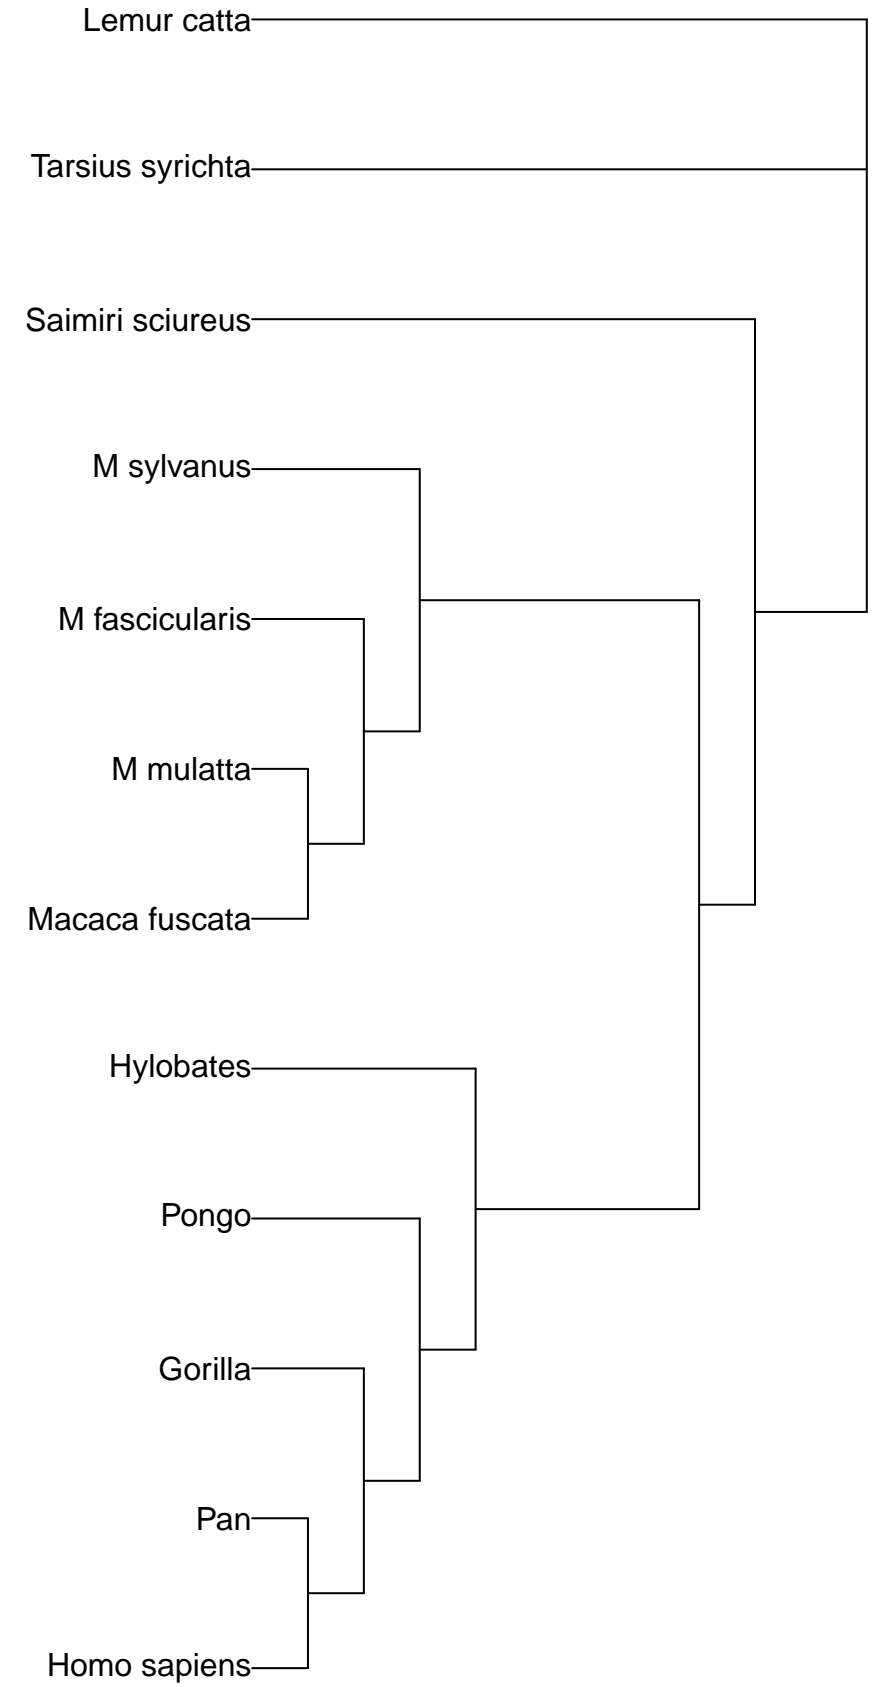 Lemur catta
Tarsius syrichta
Saimiri sciureus
M sylvanus
M fascicularis
M mulatta
Macaca fuscata
Hylobates
Pongo
Gorilla
Pan
Homo sapiens